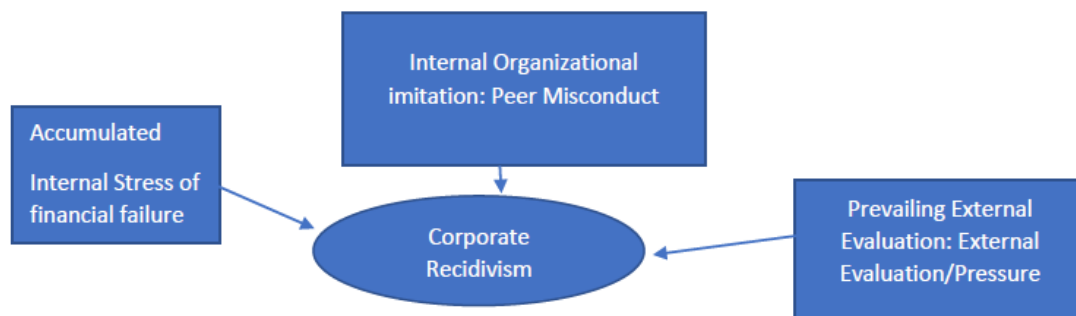 Internal Organizational
imitation: Peer Misconduct
Accumulated
Internal Stress of
financial failure
Corporate
Recidivism
Prevailing External
Evaluation: External
Evaluation/Pressure